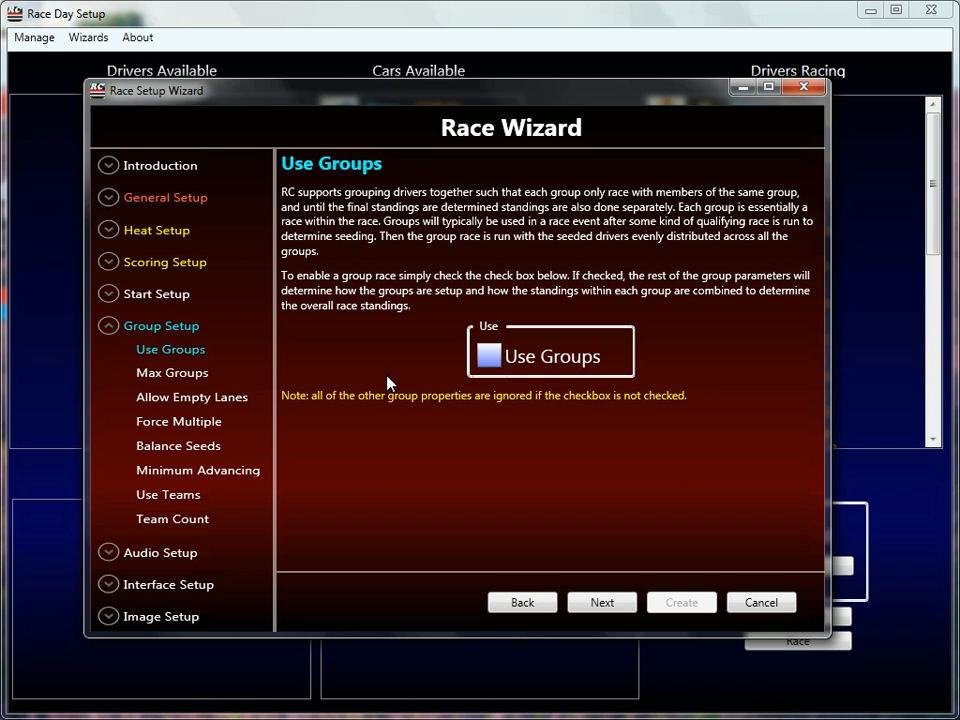 RC Race Day Setup
Manage Wizards About
Drivers Available Cars Available Drivers Racing
RC Race Setup Wizard
Race Wizard
Introduction
General Setup
Heat Setup
Scoring Setup
Start Setup
Group Setup
Use Groups
Max Groups
Allow Empty Lanes
Force Multiple
Balance Seeds
Minimum Advancing
Use Teams
Team Count
Audio Setup
Interface Setup
Image Setup
Use Groups
RC supports grouping drivers together such that each group only race with members of the same group,
and until the final standings are determined standings are also done separately. Each group is essentially a
race within the race. Groups will typically be used in a race event after some kind of qualifying race is run to
determine seeding. Then the group race is run with the seeded drivers evenly distributed across all the
groups.
To enable a group race simply check the check box below. If checked, the rest of the group parameters will
determine how the groups are setup and how the standings within each group are combined to determine
the overall race standings.
Use
Use Groups
Note: all of the other group properties are ignored if the checkbox is not checked.
Back Next Create Cancel
Race